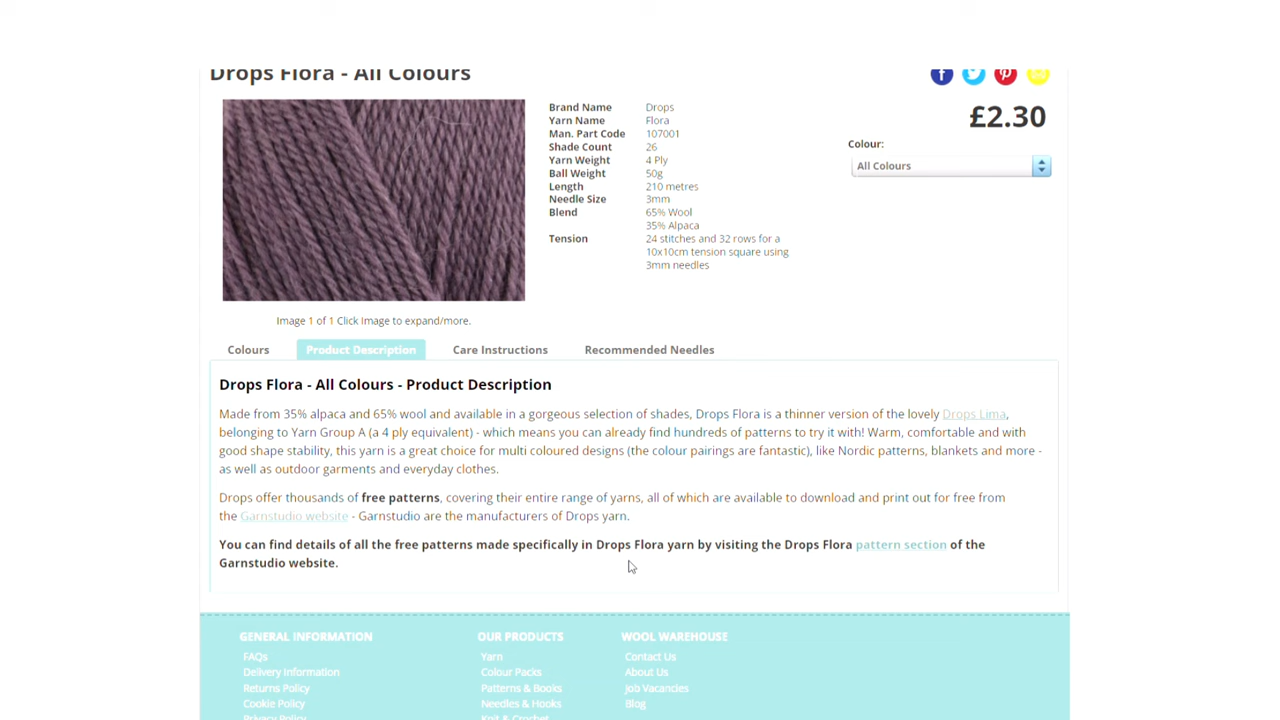 Drops Flora - All Colours
£2.30
Brand Name Drops
Yarn Name Flora
Man. Part Code 107001
Shade Count 26
Yarn Weight 4 Ply
Ball Weight 50g
Length 210 metres
Needle Size 3mm
Blend 65% Wool
35% Alpaca
Tension 24 stitches and 32 rows for a
10x10cm tension square using
3mm needles
Colour:
All Colours
Image 1 of 1 Click Image to expand/more.
Colours Product Description Care Instructions Recommended Needles
Drops Flora - All Colours - Product Description
Made from 35% alpaca and 65% wool and available in a gorgeous selection of shades, Drops Flora is a thinner version of the lovely Drops Lima,
belonging to Yarn Group A (a 4 ply equivalent) - which means you can already find hundreds of patterns to try it with! Warm, comfortable and with
good shape stability, this yarn is a great choice for multi coloured designs (the colour pairings are fantastic), like Nordic patterns, blankets and more -
as well as outdoor garments and everyday clothes.
Drops offer thousands of free patterns, covering their entire range of yarns, all of which are available to download and print out for free from
the Garnstudio website - Garnstudio are the manufacturers of Drops yarn.
You can find details of all the free patterns made specifically in Drops Flora yarn by visiting the Drops Flora pattern section of the
Garnstudio website.
GENERAL INFORMATION OUR PRODUCTS WOOL WAREHOUSE
FAQs Yarn Contact Us
Delivery Information Colour Packs About Us
Returns Policy Patterns & Books Job Vacancies
Cookie Policy Needles & Hooks Blog
Privacy Policy Knit & Crochet